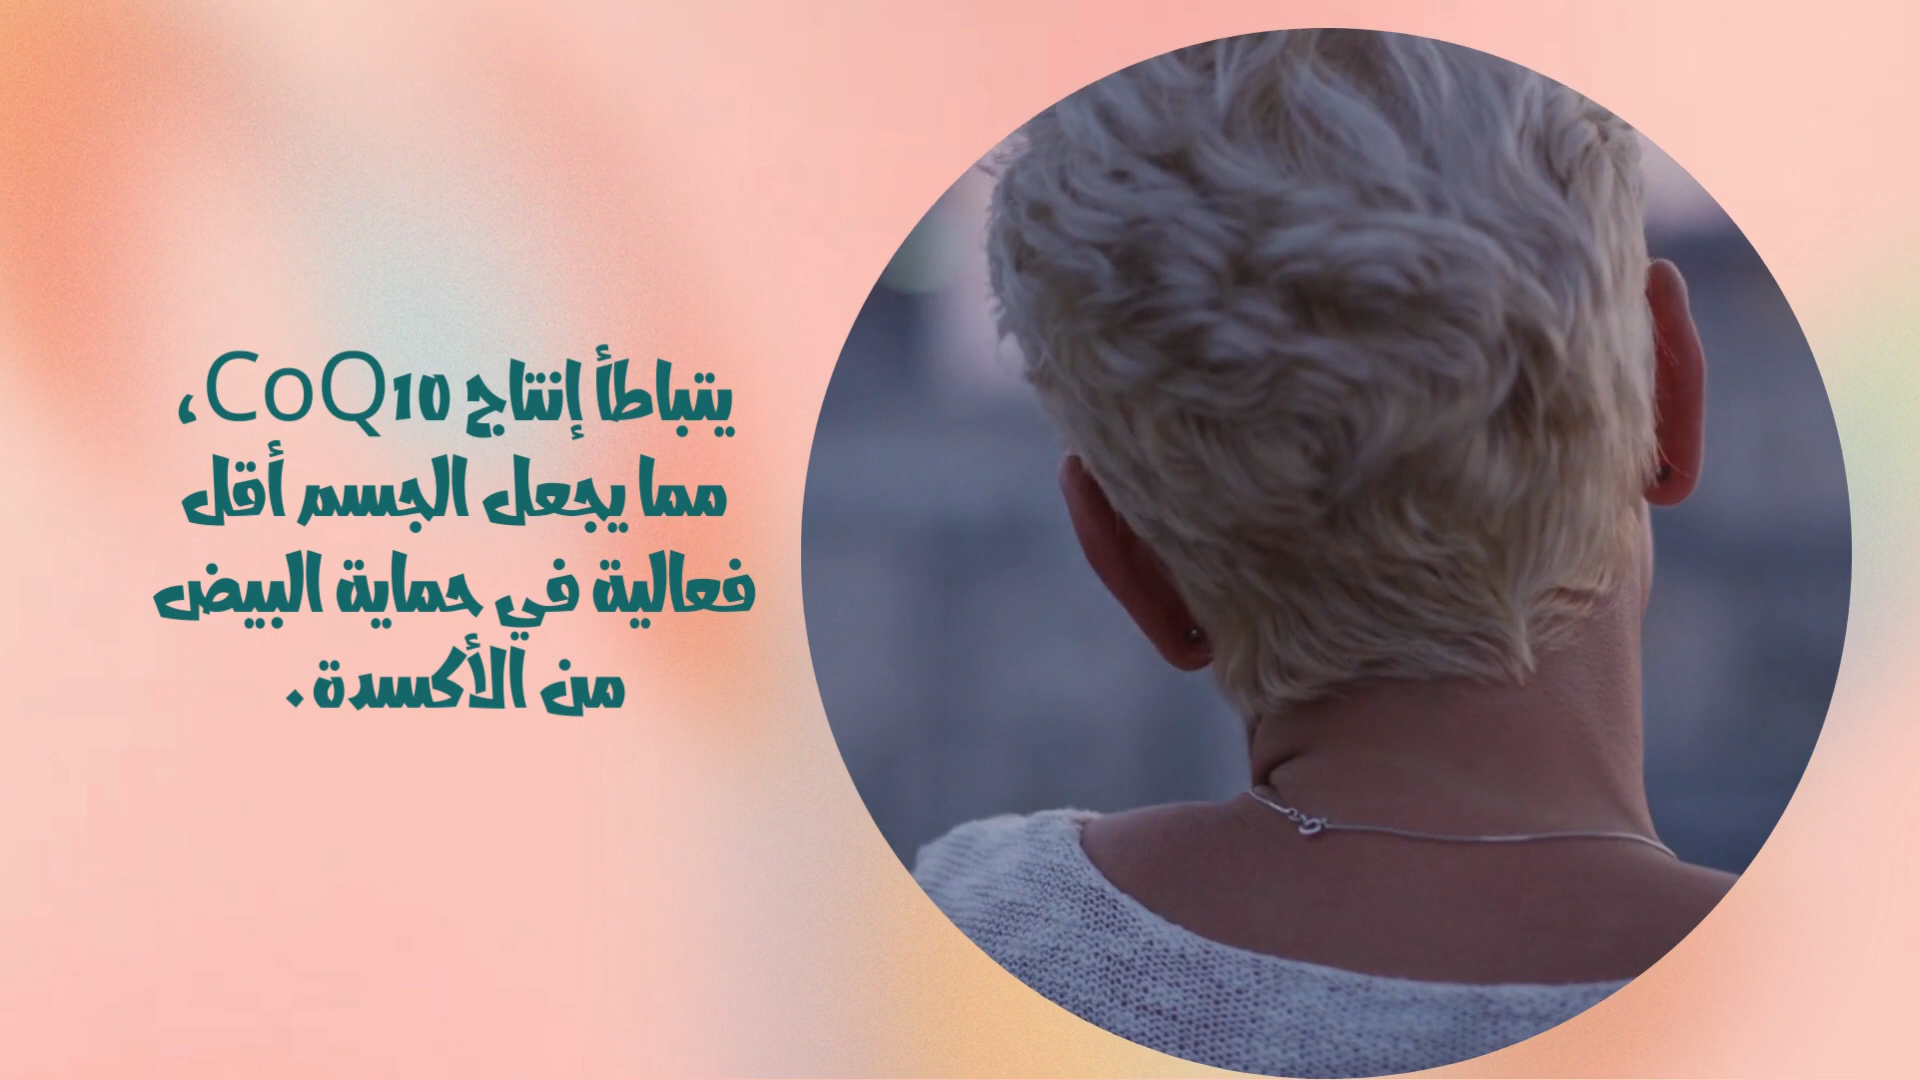 يتباطأ إنتاج CoQ10،
مما يجعل الجسم أقل
فعالية في حماية البيض
من الأكسدة.